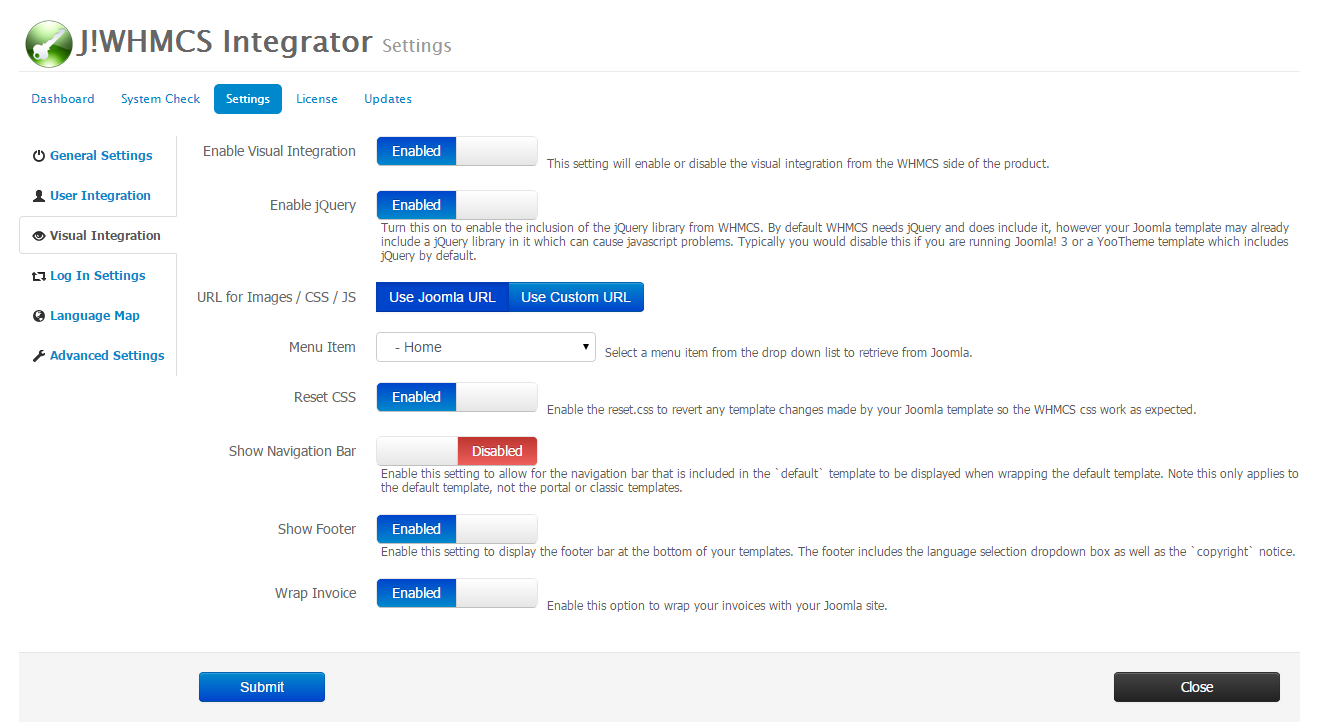 J!WHMCS Integrator Settings
Dashboard System Check Settings License Updates
General Settings
User Integration
Visual Integration
Log In Settings
Language Map
Advanced Settings
Enable Visual Integration Enabled This setting will enable or disable the visual integration from the WHMCS side of the product.
Enable jQuery Enabled
Turn this on to enable the inclusion of the jQuery library from WHMCS. By default WHMCS needs jQuery and does include it, however your Joomla template may already
include a jQuery library in it which can cause javascript problems. Typically you would disable this if you are running Joomla! 3 or a YooTheme template which includes
jQuery by default.
URL for Images / CSS / JS Use Joomla URL Use Custom URL
Menu Item - Home Select a menu item from the drop down list to retrieve from Joomla.
Reset CSS Enabled Enable the reset.css to revert any template changes made by your Joomla template so the WHMCS css work as expected.
Show Navigation Bar Disabled
Enable this setting to allow for the navigation bar that is included in the `default` template to be displayed when wrapping the default template. Note this only applies to
the default template, not the portal or classic templates.
Show Footer Enabled
Enable this setting to display the footer bar at the bottom of your templates. The footer includes the language selection dropdown box as well as the `copyright` notice.
Wrap Invoice Enabled Enable this option to wrap your invoices with your Joomla site.
Submit Close